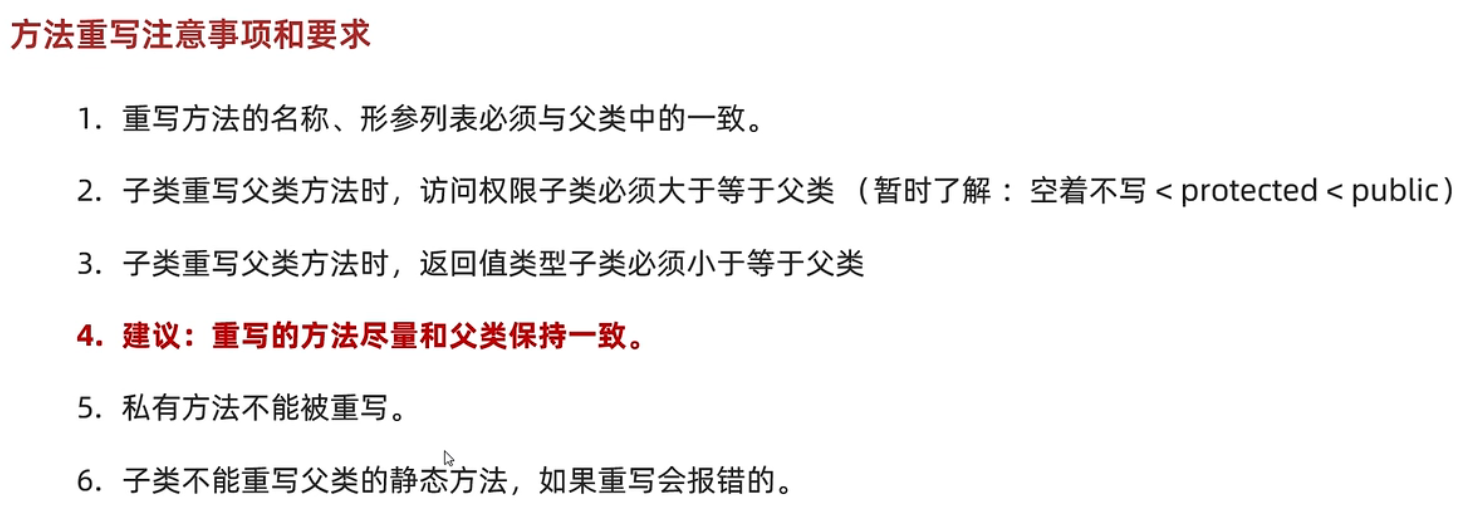 方法重写注意事项和要求
1. 重写方法的名称、形参列表必须与父类中的一致。
2. 子类重写父类方法时，访问权限子类必须大于等于父类（暂时了解：空着不写 < protected < public）
3. 子类重写父类方法时，返回值类型子类必须小于等于父类
4. 建议：重写的方法尽量和父类保持一致。
5. 私有方法不能被重写。
6. 子类不能重写父类的静态方法，如果重写会报错的。